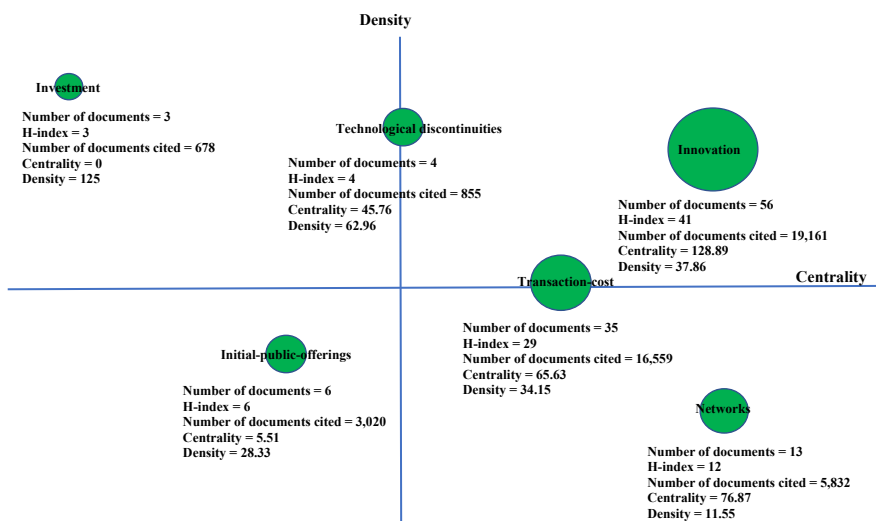 Density
Investment
Number of documents = 3
H-index = 3
Number of documents cited = 678
Centrality = 0
Density = 125
Technological discontinuities
Number of documents = 4
H-index = 4
Number of documents cited = 855
Centrality = 45.76
Density = 62.96
Innovation
Number of documents = 56
H-index = 41
Number of documents cited = 19,161
Centrality = 128.89
Density = 37.86
Centrality
Transaction-cost
Number of documents = 35
H-index = 29
Number of documents cited = 16,559
Centrality = 65.63
Density = 34.15
Initial-public-offerings
Number of documents = 6
H-index = 6
Number of documents cited = 3,020
Centrality = 5.51
Density = 28.33
Networks
Number of documents = 13
H-index = 12
Number of documents cited = 5,832
Centrality = 76.87
Density = 11.55